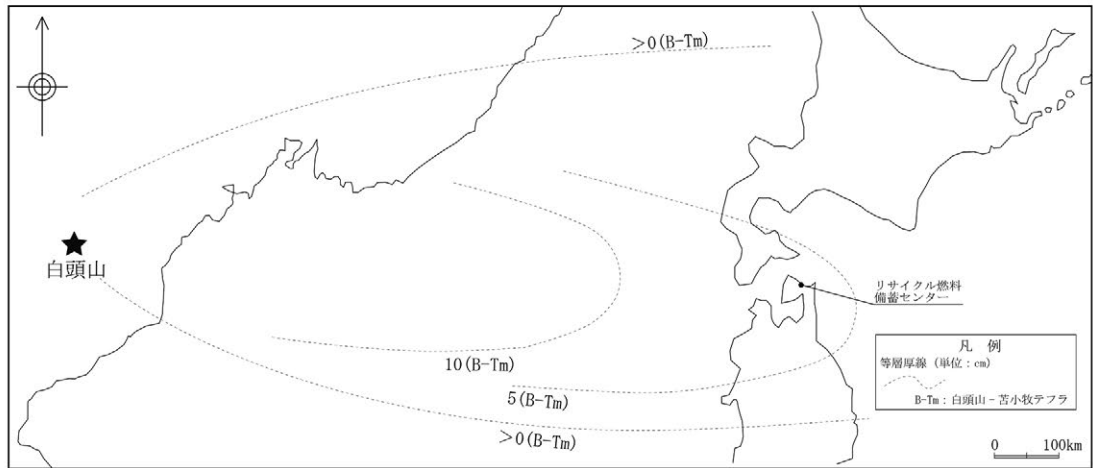 >0(B-Tm)
白頭山
リサイクル燃料
備蓄センター
10(B-Tm)
5(B-Tm)
>0(B-Tm)
凡 例
等層厚線 (単位:cm)
B-Tm:白頭山-苫小牧テフラ
0 100km